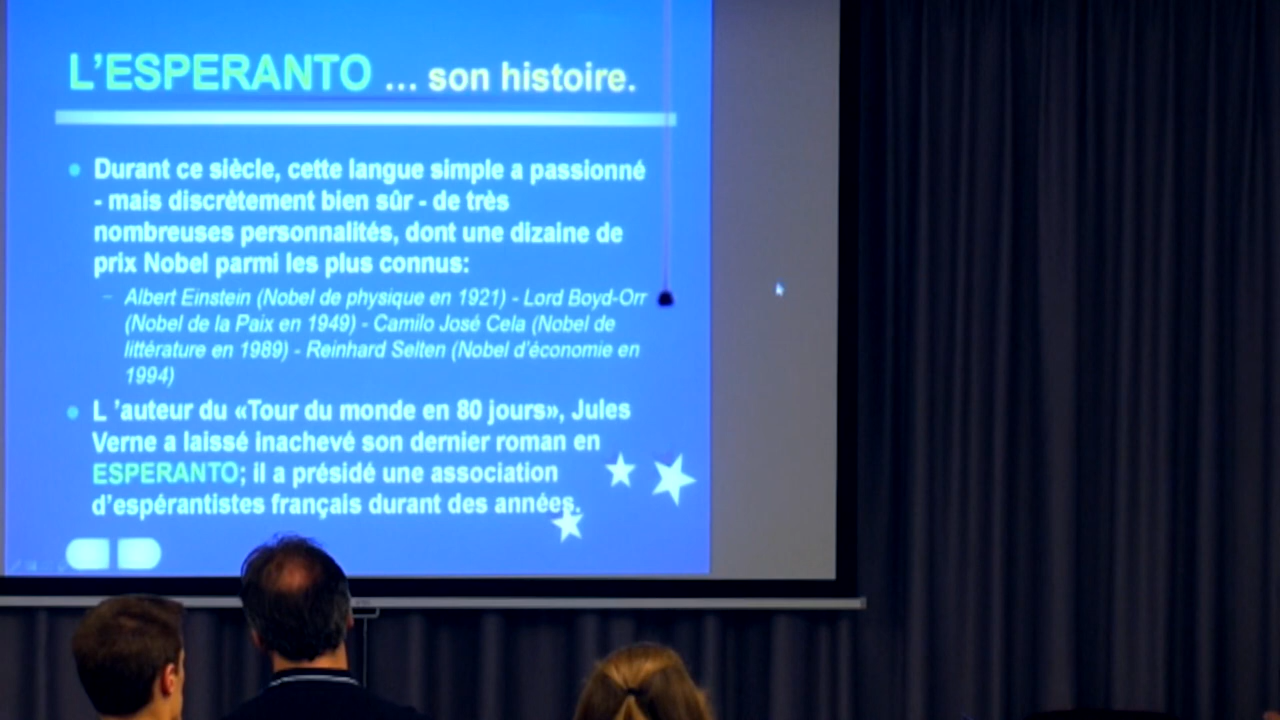 L'ESPERANTO ... son histoire.
Durant ce siècle, cette langue simple a passionné
- mais discrètement bien sûr - de très
nombreuses personnalités, dont une dizaine de
prix Nobel parmi les plus connus:
– Albert Einstein (Nobel de physique en 1921) - Lord Boyd-Orr
(Nobel de la Paix en 1949) - Camilo José Cela (Nobel de
littérature en 1989) - Reinhard Selten (Nobel d'économie en
1994)
L 'auteur du «Tour du monde en 80 jours», Jules
Verne a laissé inachevé son dernier roman en
ESPERANTO; il a présidé une association
d'espérantistes français durant des années.